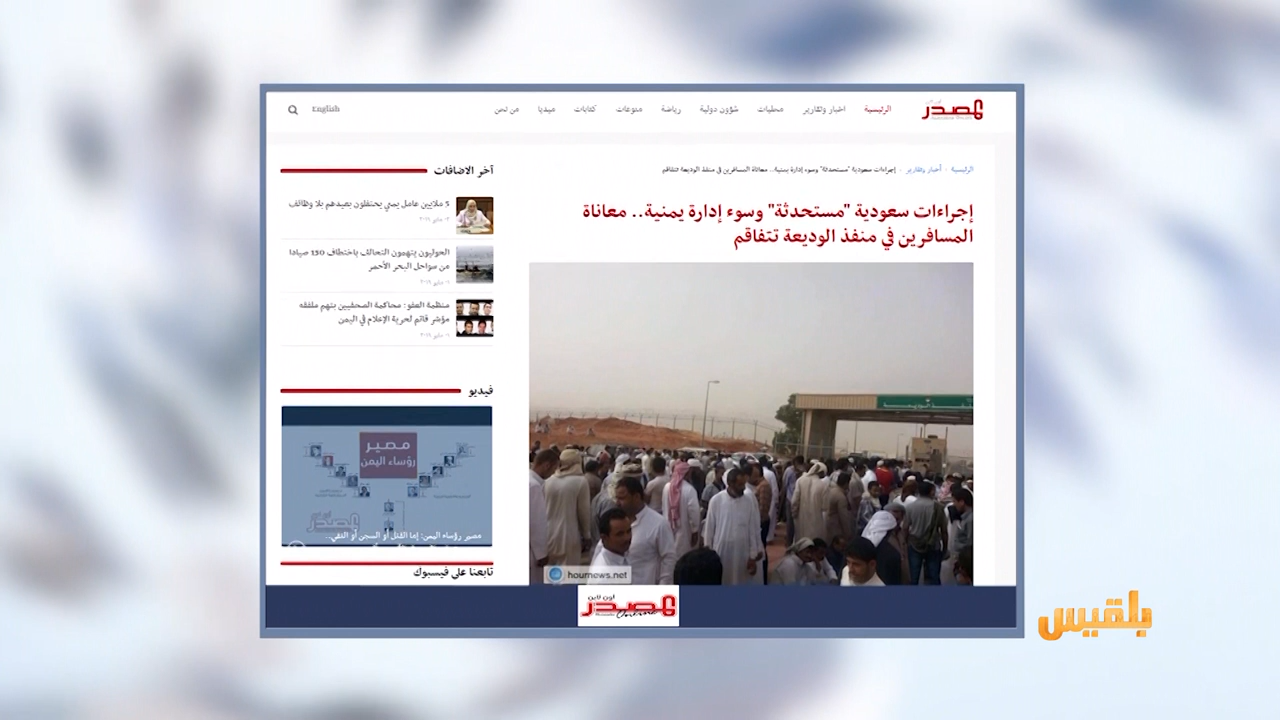 المصدر
الرئيسية
اخبار وتقارير
محليات
شؤون دولية
رياضة
منوعات
كتابات
ميديا
من نحن
English
الرئيسية أخبار وتقارير إجراءات سعودية "مستحدثة" وسوء إدارة يمنية.. معاناة المسافرين في منفذ الوديعة تتفاقم
إجراءات سعودية "مستحدثة" وسوء إدارة يمنية.. معاناة
المسافرين في منفذ الوديعة تتفاقم
hournews.net
آخر الاضافات
5 ملايين عامل يمني يحتفلون بعيدهم بلا وظائف
الحوثيون يتهمون التحالف باختطاف 130 صيادا
من سواحل البحر الأحمر
منظمة العفو: محاكمة الصحفيين بتهم ملفقه
مؤشر قاتم لحرية الإعلام في اليمن
فيديو
مصير
رؤساء اليمن
المصدر
مصير رؤساء اليمن: إما القتل أو السجن أو النفي..
تابعنا على فيسبوك
المصدر
اون لاين
Online
بلقيس